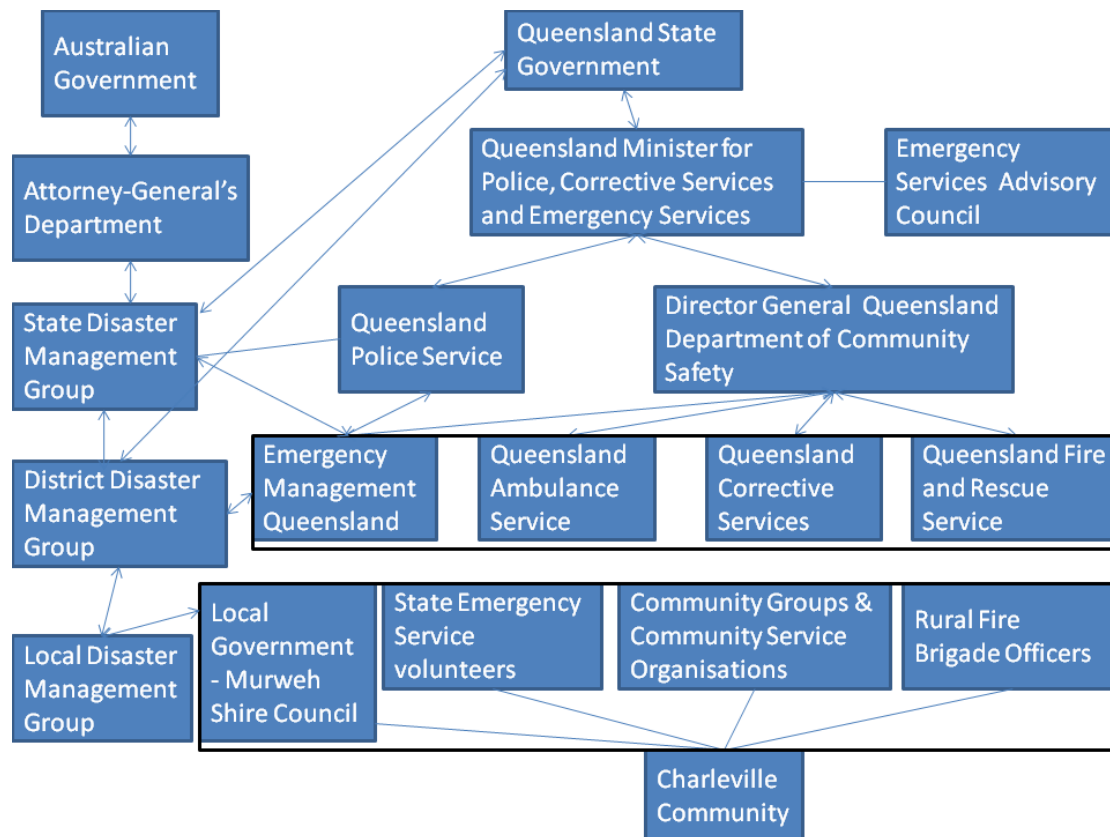 Australian
Government
Queensland State
Government
Queensland Minister for
Police, Corrective Services
and Emergency Services
Emergency
Services Advisory
Council
Attorney-General's
Department
State Disaster
Management
Group
Queensland
Police Service
Director General Queensland
Department of Community
Safety
District Disaster
Management
Group
Emergency
Management
Queensland
Queensland
Ambulance
Service
Queensland
Corrective
Services
Queensland Fire
and Rescue
Service
Local Disaster
Management
Group
Local
Government
- Murweh
Shire Council
State Emergency
Service
volunteers
Community Groups &
Community Service
Organisations
Rural Fire
Brigade Officers
Charleville
Community